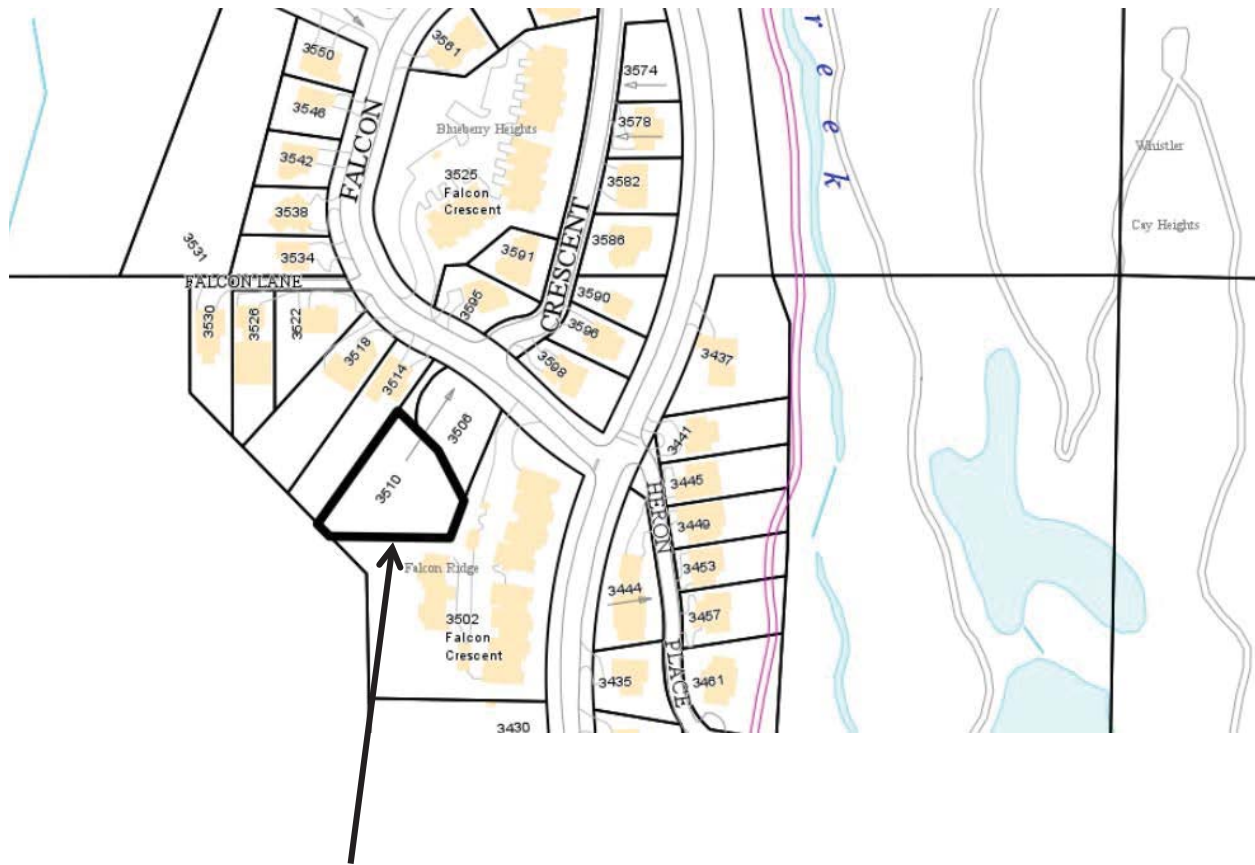 3550
3561
3574
r
e
e
k
3546
3578
Blueberry Heights
FALCON
3542
3525
Falcon
Crescent
3582
Whistler
3538
3586
Cay Heights
3531
3534
3591
CRESCENT
FALCON LANE
3530
3526
3522
3595
3590
3596
3518
3598
3437
3514
3506
3441
3510
3445
HERON
3449
Falcon Ridge
3453
3444
3457
3502
Falcon
Crescent
PLACE
3435
3461
3430